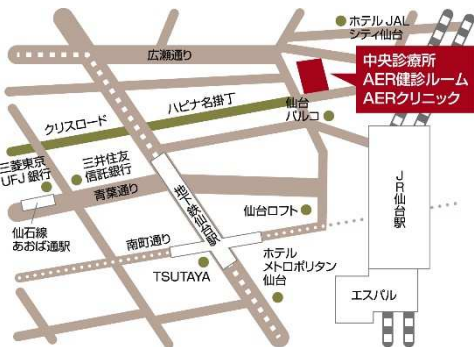 ホテル JAL
シティ仙台
広瀬通り
中央診療所
AER健診ルーム
AERクリニック
ハピナ名掛丁
仙台
パルコ
クリスロード
三菱東京
UFJ 銀行
三井住友
信託銀行
青葉通り
地下鉄仙台駅
JR仙台駅
仙石線
あおば通駅
仙台ロフト
南町通り
TSUTAYA
ホテル
メトロポリタン
仙台
エスパル